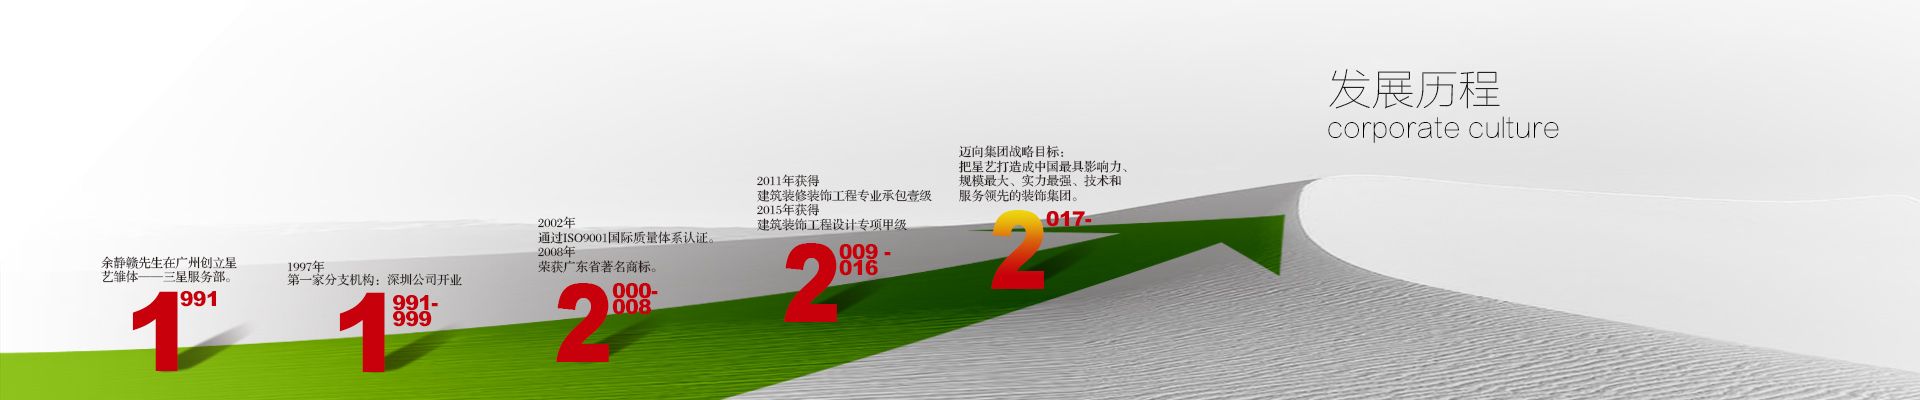 发展历程
corporate culture
余静赣先生在广州创立星
艺雏体——三星服务部。
1991
1997年
第一家分支机构：深圳公司开业
1991-
999
2002年
通过ISO9001国际质量体系认证。
2008年
荣获广东省著名商标。
2000-
008
2011年获得
建筑装修装饰工程专业承包壹级
2015年获得
建筑装饰工程设计专项甲级
2009 -
016
迈向集团战略目标：
把星艺打造成中国最具影响力、
规模最大、实力最强、技术和
服务领先的装饰集团。
2017-